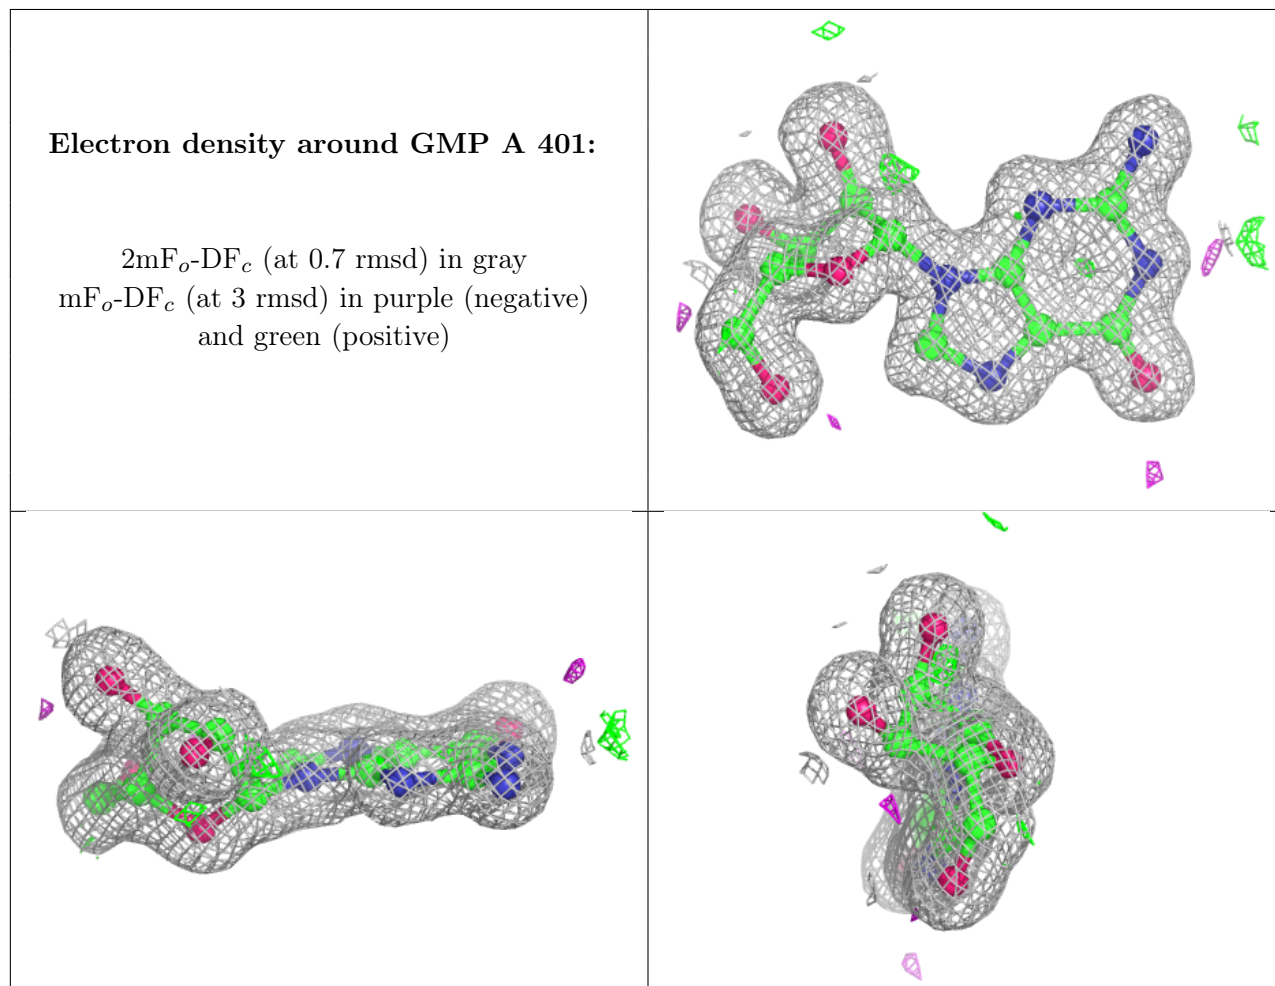 Electron density around GMP A 401:
2mFo-DFc (at 0.7 rmsd) in gray
mFo-DFc (at 3 rmsd) in purple (negative)
and green (positive)